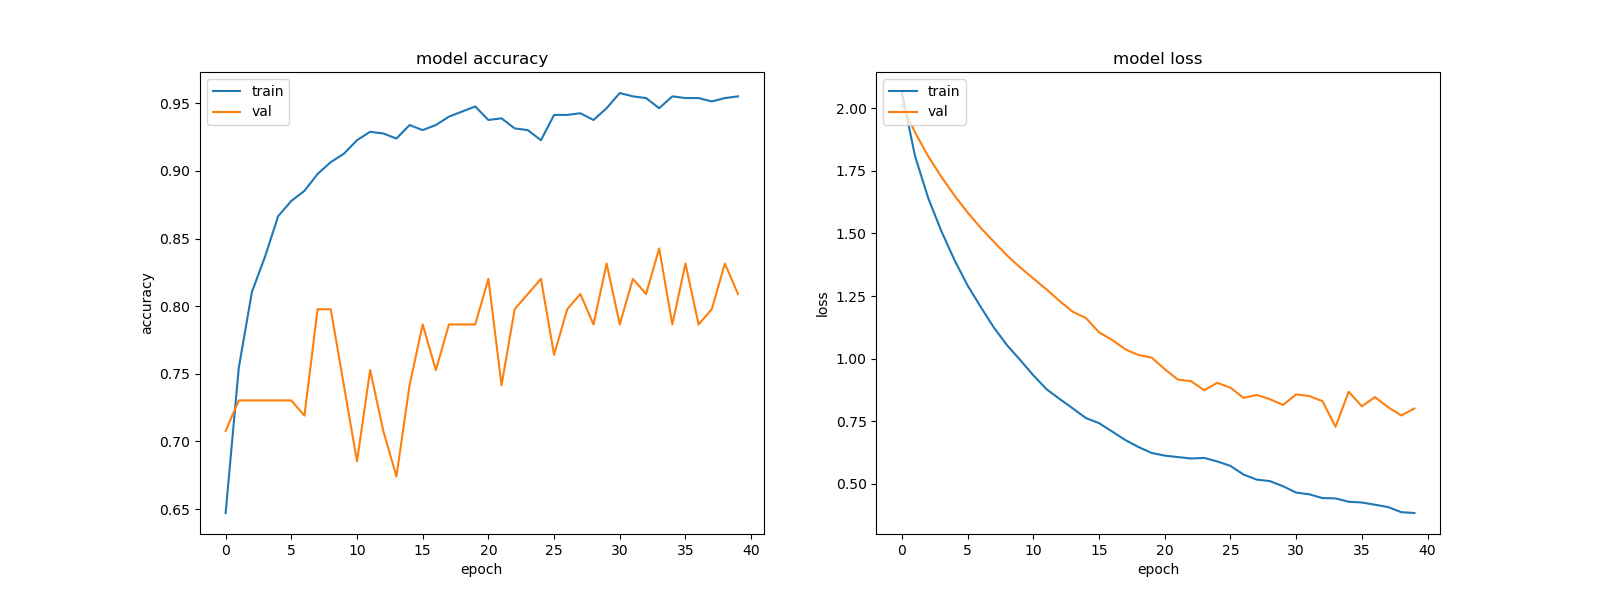 model accuracy
train
val
0.95
0.90
0.85
0.80
0.75
0.70
0.65
accuracy
0 5 10 15 20 25 30 35 40
epoch
model loss
train
val
2.00
1.75
1.50
1.25
1.00
0.75
0.50
loss
0 5 10 15 20 25 30 35 40
epoch